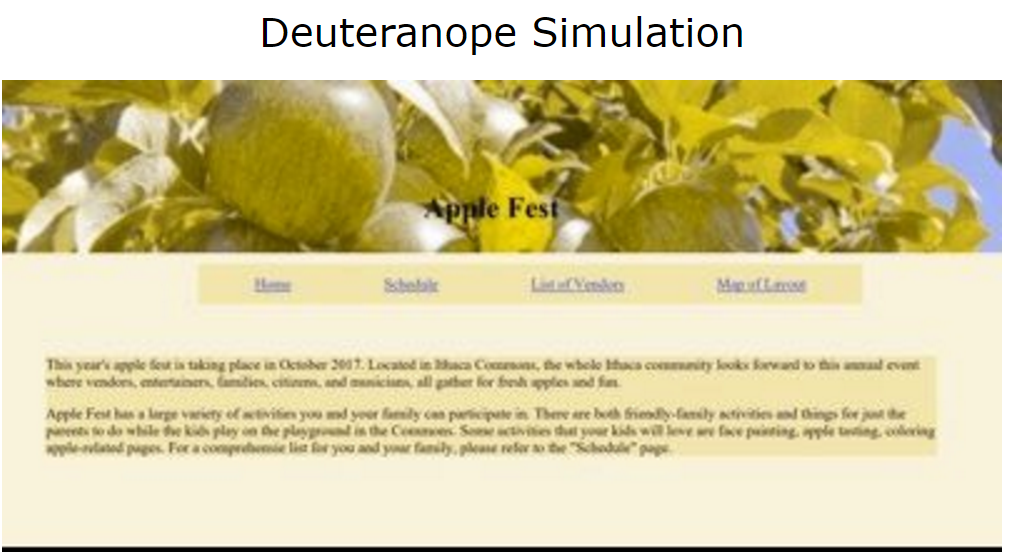 Deuteranope Simulation
Apple Fest
Home Schedule List of Vendors Map of Layout
This year's apple fest is taking place in October 2017. Located in Ithaca Commons, the whole Ithaca community looks forward to this annual event
where vendors, entertainers, families, citizens, and musicians, all gather for fresh apples and fun.
Apple Fest has a large variety of activities you and your family can participate in. There are both friendly-family activities and things for just the
parents to do while the kids play on the playground in the Commons. Some activities that your kids will love are face painting, apple tasting, coloring
apple-related pages. For a comprehensie list for you and your family, please refer to the "Schedule" page.